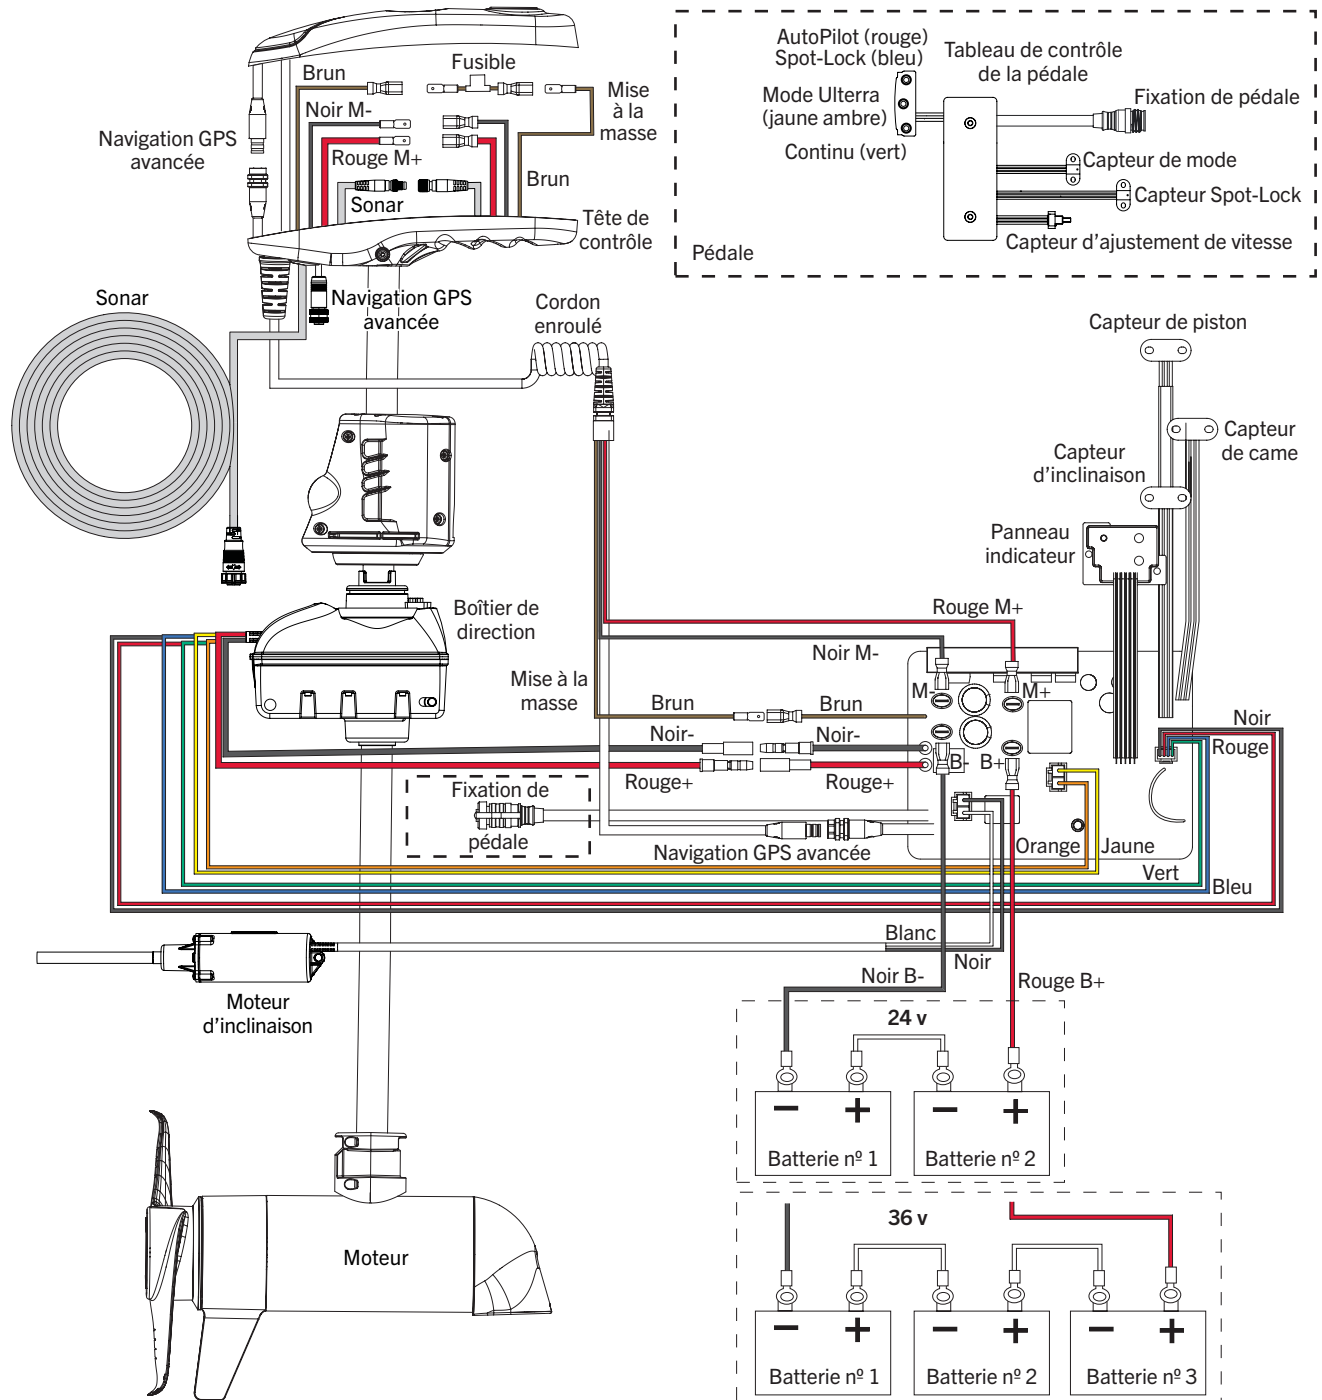 AutoPilot (rouge)
Spot-Lock (bleu)
Tableau de contrôle
de la pédale
Mode Ulterra
(jaune ambre)
Continu (vert)
Fixation de pédale
Capteur de mode
Capteur Spot-Lock
Capteur d'ajustement de vitesse
Pédale
Brun
Fusible
Mise
à la
masse
Noir M-
Navigation GPS
avancée
Rouge M+
Brun
Sonar
Tête de
contrôle
Sonar
Navigation GPS
avancée
Cordon
enroulé
Capteur de piston
Capteur
de came
Capteur
d'inclinaison
Panneau
indicateur
Boîtier de
direction
Rouge M+
Noir M-
Mise à la
masse
M-
M+
Brun
Brun
Noir-
Noir-
Noir
Rouge
B-
B+
Rouge+
Rouge+
Fixation de
pédale
Navigation GPS avancée
Orange
Jaune
Vert
Bleu
Blanc
Noir
Noir B-
Rouge B+
Moteur
d'inclinaison
24 v
− + − +
Batterie nº 1
Batterie nº 2
36 v
Moteur
− + − + − +
Batterie nº 1
Batterie nº 2
Batterie nº 3